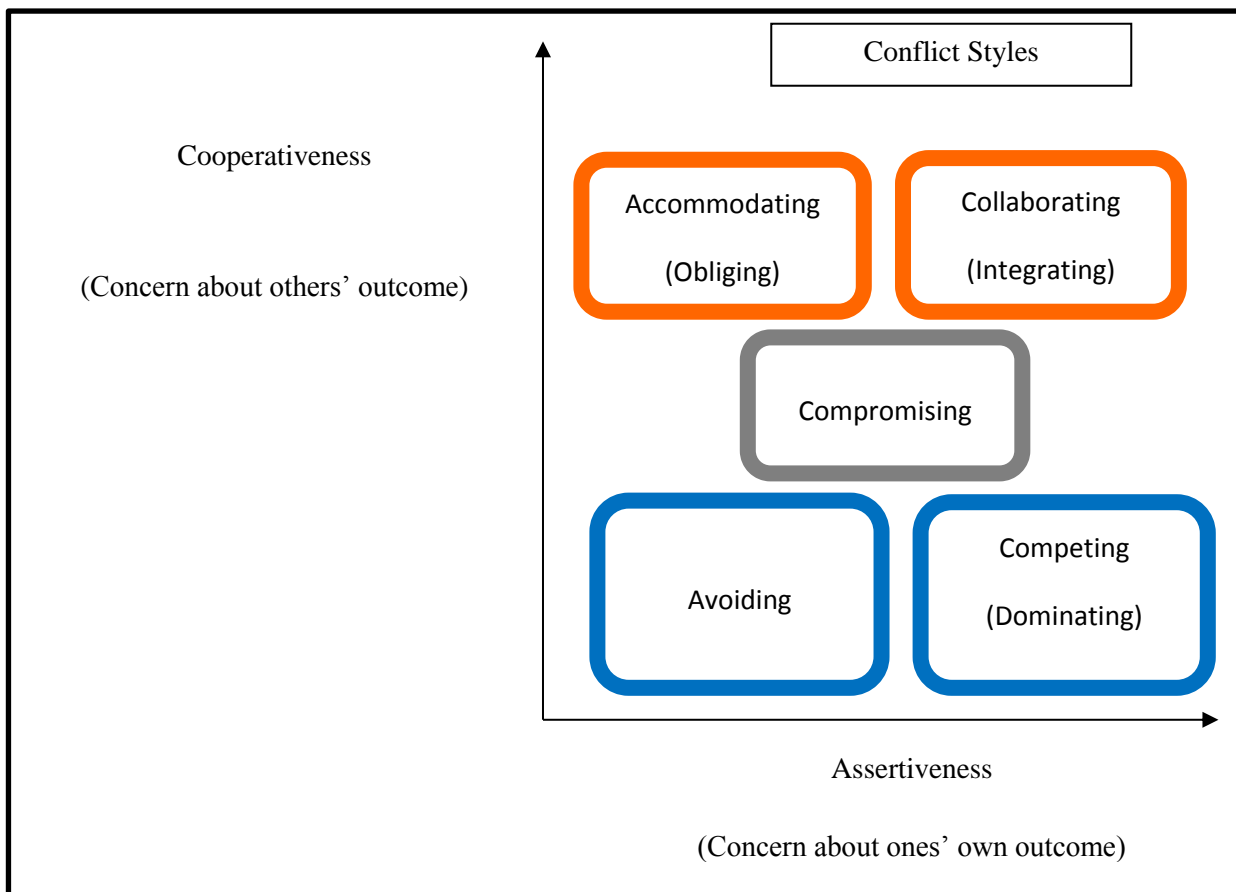 Conflict Styles
Cooperativeness
(Concern about others’ outcome)
Accommodating
(Obliging)
Collaborating
(Integrating)
Compromising
Avoiding
Competing
(Dominating)
Assertiveness
(Concern about ones’ own outcome)